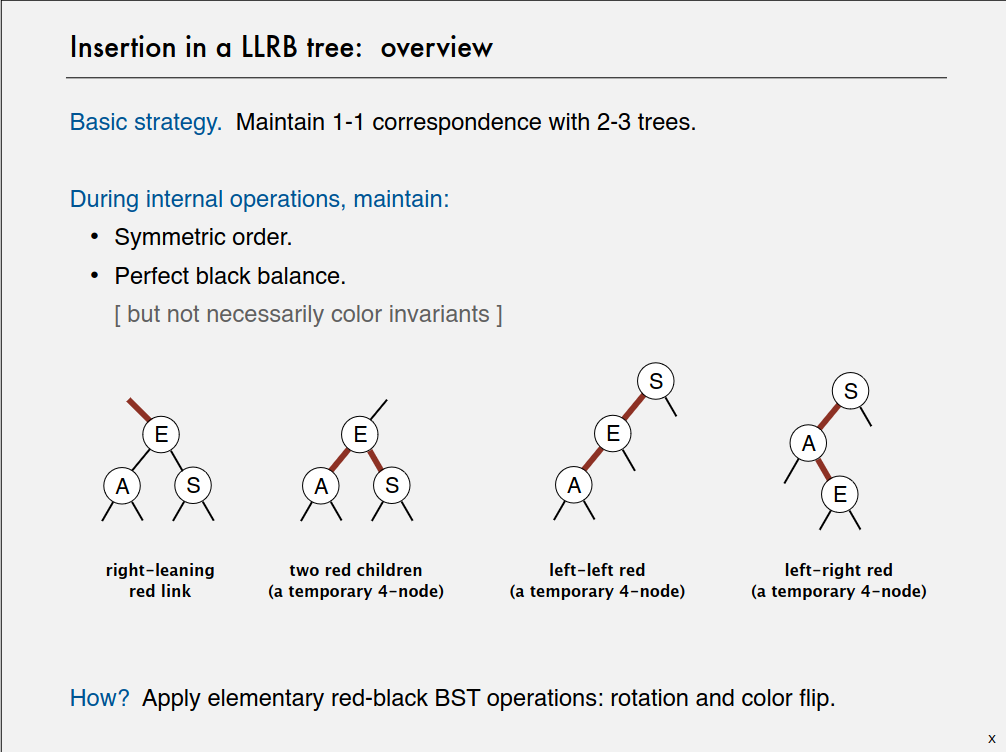 Insertion in a LLRB tree: overview
Basic strategy. Maintain 1-1 correspondence with 2-3 trees.
During internal operations, maintain:
• Symmetric order.
• Perfect black balance.
[ but not necessarily color invariants ]
E
A S
right-leaning
red link
E
A S
two red children
(a temporary 4-node)
S
E
A
left-left red
(a temporary 4-node)
S
A
E
left-right red
(a temporary 4-node)
How? Apply elementary red-black BST operations: rotation and color flip.
x